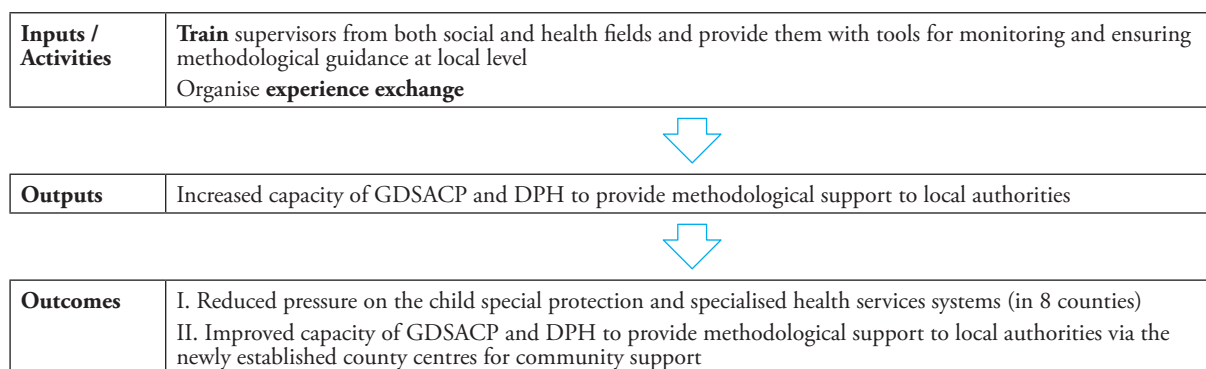 Inputs /
Activities
Train supervisors from both social and health fields and provide them with tools for monitoring and ensuring
methodological guidance at local level
Organise experience exchange
Outputs
Increased capacity of GDSACP and DPH to provide methodological support to local authorities
Outcomes
I. Reduced pressure on the child special protection and specialised health services systems (in 8 counties)
II. Improved capacity of GDSACP and DPH to provide methodological support to local authorities via the
newly established county centres for community support